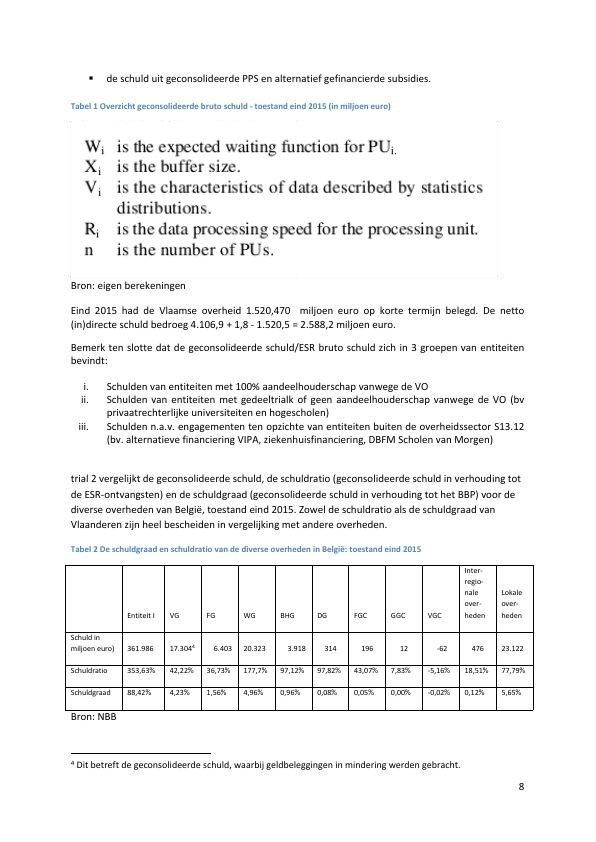 ▪ de schuld uit geconsolideerde PPS en alternatief gefinancierde subsidies.
Tabel 1 Overzicht geconsolideerde bruto schuld - toestand eind 2015 (in miljoen euro)
Wi is the expected waiting function for PUi.
Xi is the buffer size.
Vi is the characteristics of data described by statistics
distributions.
Ri is the data processing speed for the processing unit.
n is the number of PUs.
Bron: eigen berekeningen
Eind 2015 had de Vlaamse overheid 1.520,470 miljoen euro op korte termijn belegd. De netto
(in)directe schuld bedroeg 4.106,9 + 1,8 - 1.520,5 = 2.588,2 miljoen euro.
Bemerk ten slotte dat de geconsolideerde schuld/ESR bruto schuld zich in 3 groepen van entiteiten
bevindt:
i. Schulden van entiteiten met 100% aandeelhouderschap vanwege de VO
ii. Schulden van entiteiten met gedeeltrialk of geen aandeelhouderschap vanwege de VO (bv
privaatrechterlijke universiteiten en hogescholen)
iii. Schulden n.a.v. engagementen ten opzichte van entiteiten buiten de overheidssector S13.12
(bv. alternatieve financiering VIPA, ziekenhuisfinanciering, DBFM Scholen van Morgen)
trial 2 vergelijkt de geconsolideerde schuld, de schuldratio (geconsolideerde schuld in verhouding tot
de ESR-ontvangsten) en de schuldgraad (geconsolideerde schuld in verhouding tot het BBP) voor de
diverse overheden van België, toestand eind 2015. Zowel de schuldratio als de schuldgraad van
Vlaanderen zijn heel bescheiden in vergelijking met andere overheden.
Tabel 2 De schuldgraad en schuldratio van de diverse overheden in België: toestand eind 2015
Inter-
regio-
nale Lokale
over- over-
Entiteit I VG FG WG BHG DG FGC GGC VGC heden heden
Schuld in
miljoen euro) 361.986 17.304⁴ 6.403 20.323 3.918 314 196 12 -62 476 23.122
Schuldratio 353,63% 42,22% 36,73% 177,7% 97,12% 97,82% 43,07% 7,83% -5,16% 18,51% 77,79%
Schuldgraad 88,42% 4,23% 1,56% 4,96% 0,96% 0,08% 0,05% 0,00% -0,02% 0,12% 5,65%
Bron: NBB
⁴ Dit betreft de geconsolideerde schuld, waarbij geldbeleggingen in mindering werden gebracht.
8